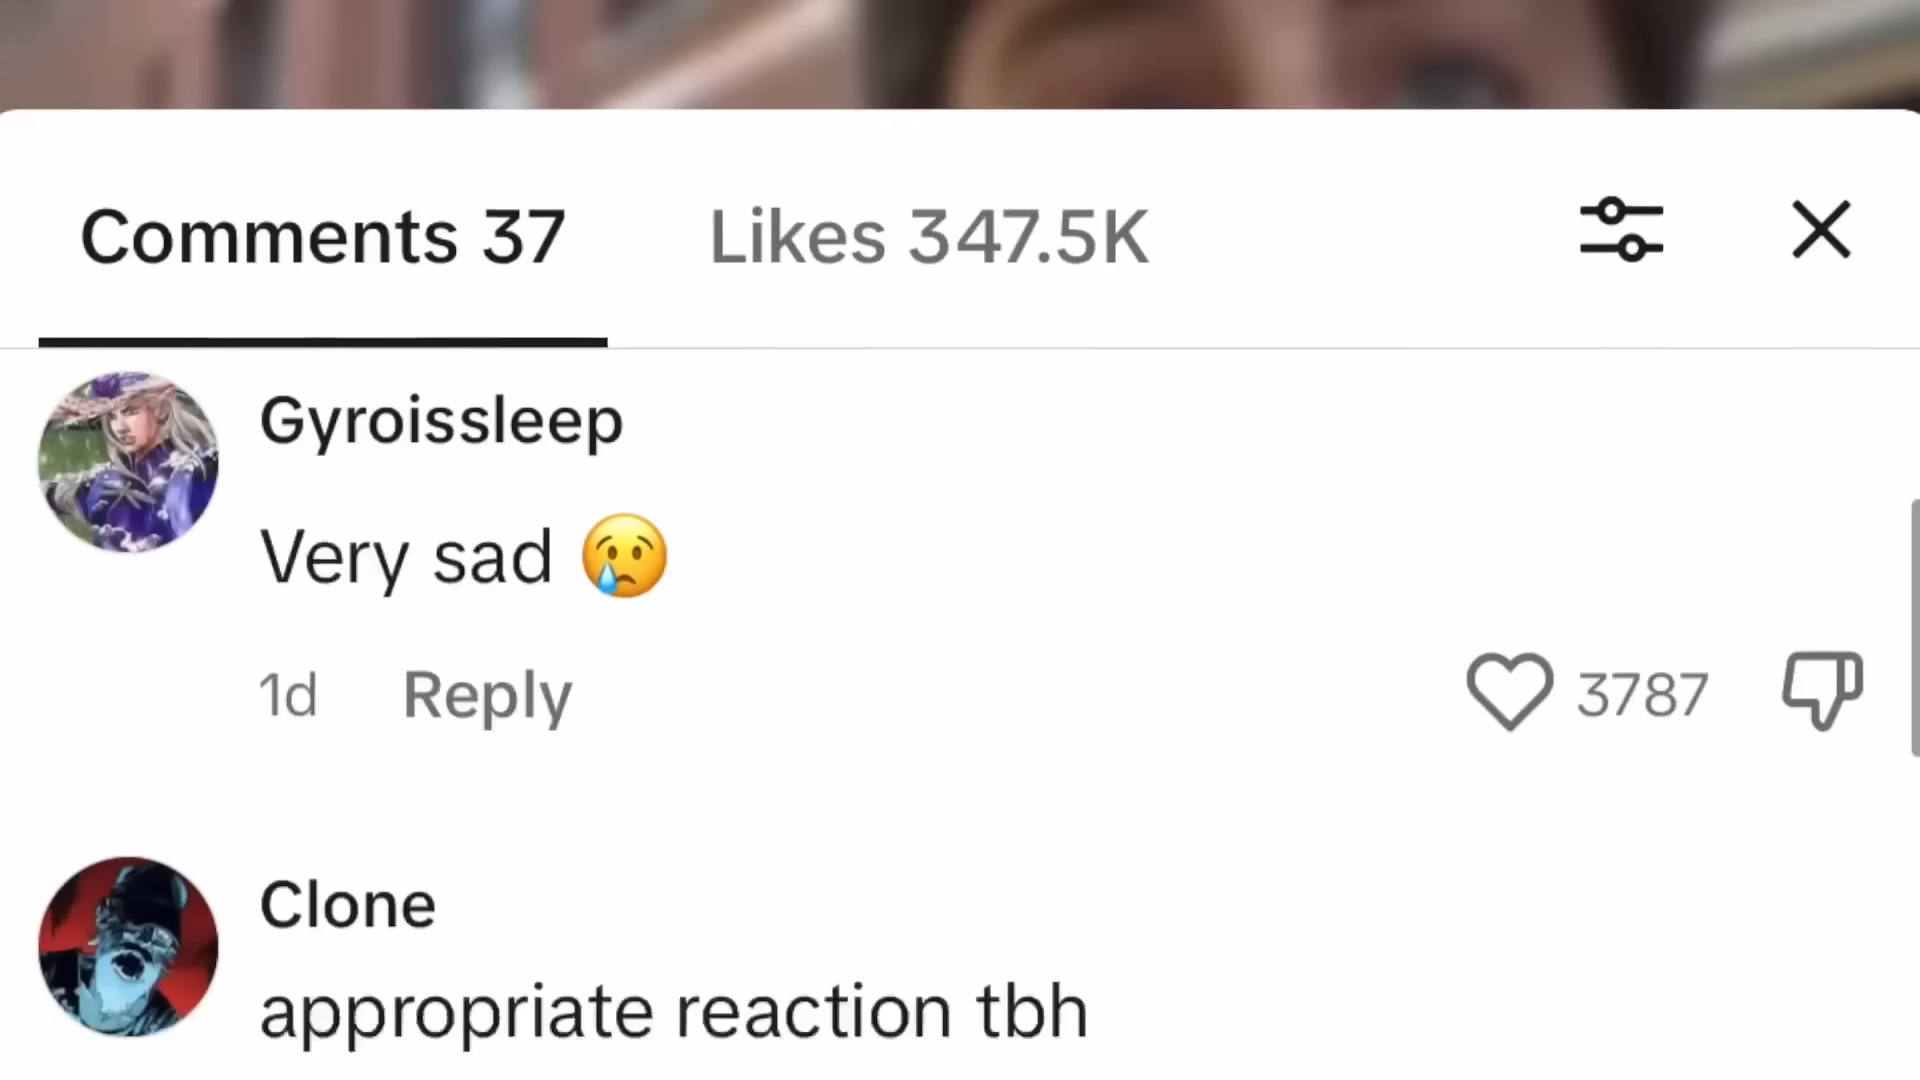 Comments 37
Likes 347.5K
Gyroissleep
Very sad 😢
1d Reply 3787
Clone
appropriate reaction tbh